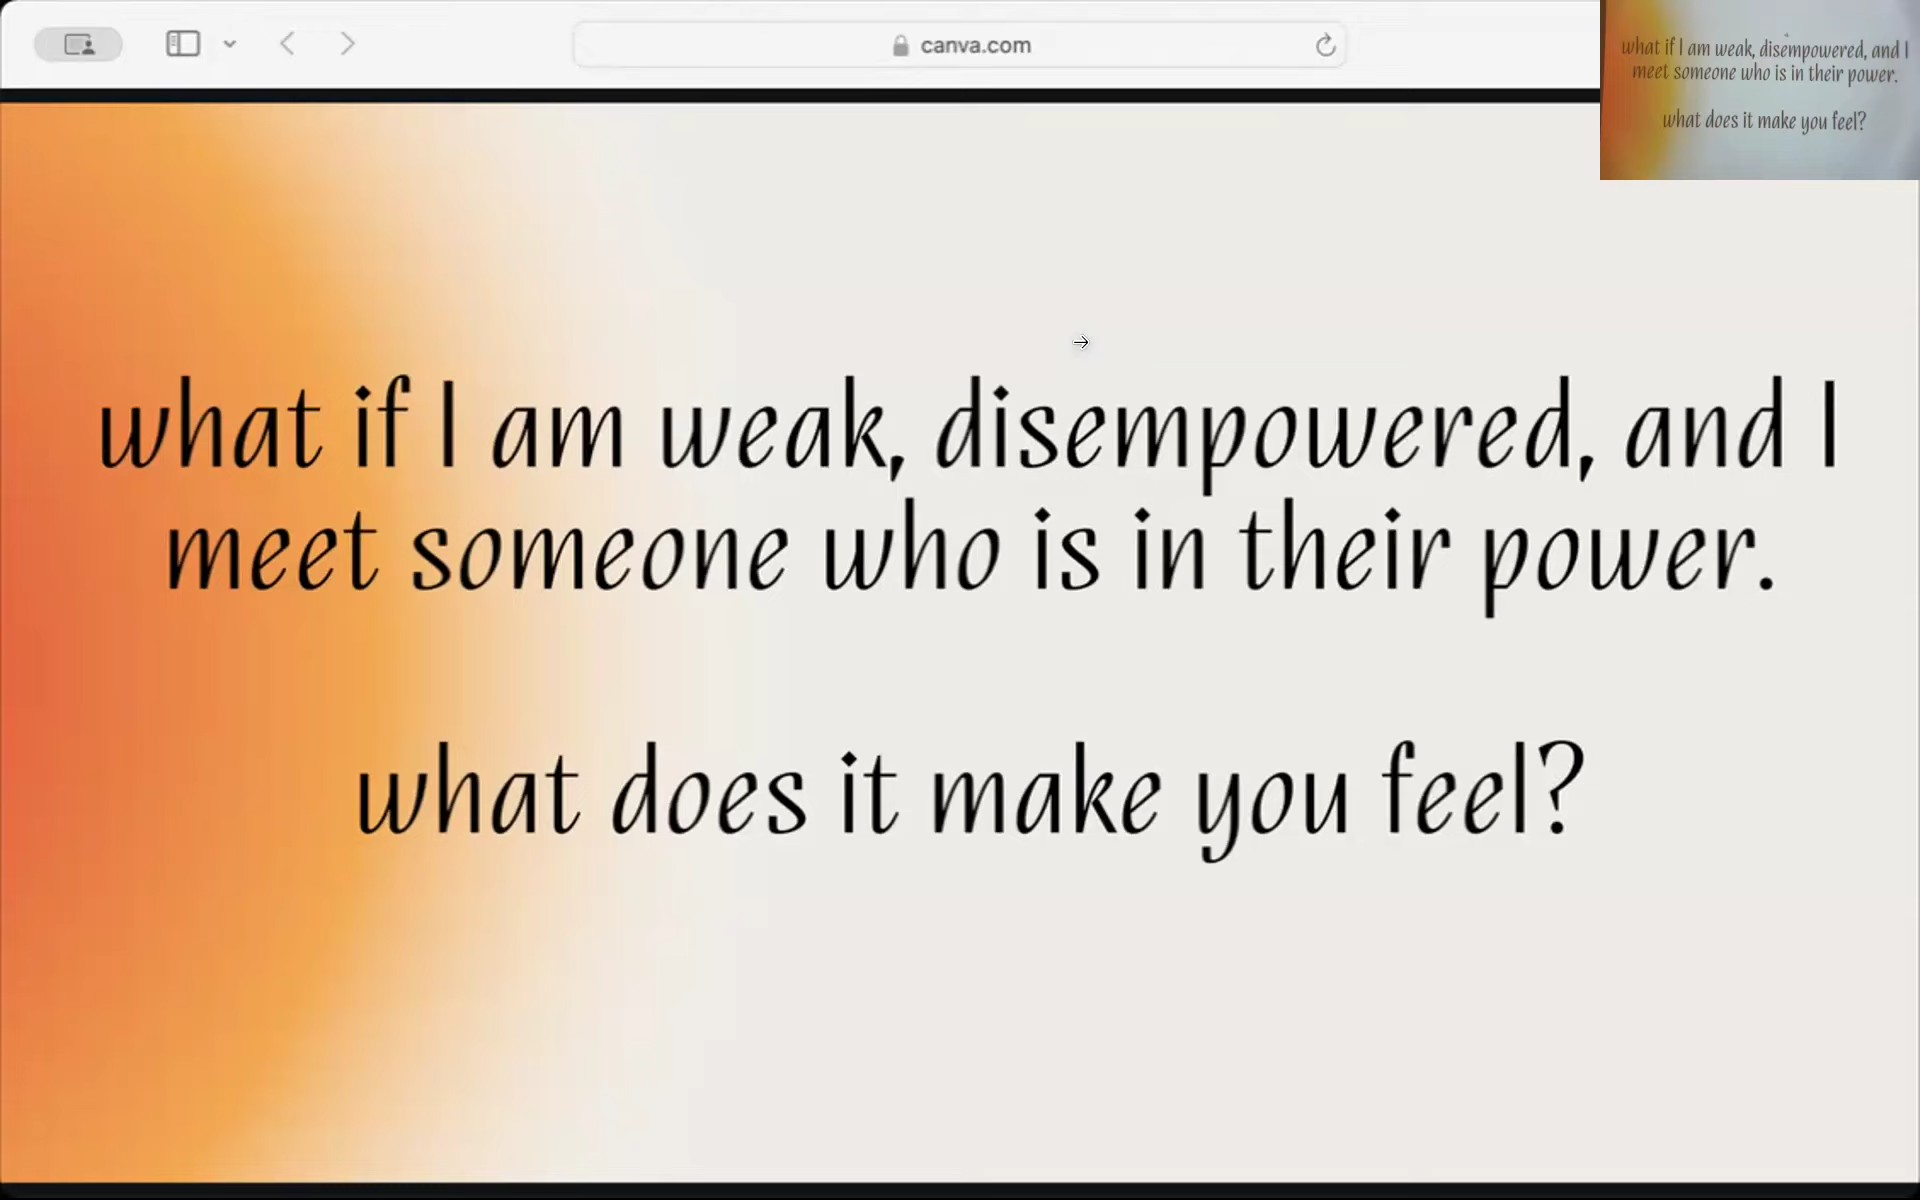 canva.com
what if I am weak, disempowered, and I
meet someone who is in their power.
what does it make you feel?
what if I am weak, disempowered, and I
meet someone who is in their power.
what does it make you feel?